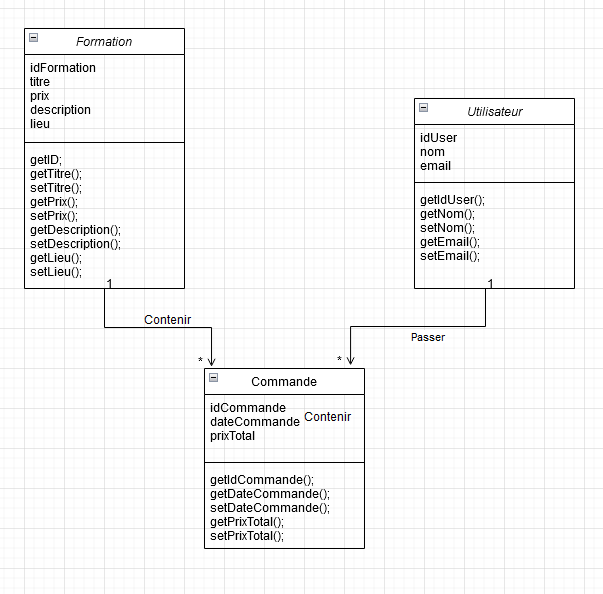 Formation
idFormation
titre
prix
description
lieu
getID;
getTitre();
setTitre();
getPrix();
setPrix();
getDescription();
setDescription();
getLieu();
setLieu();
1
Utilisateur
idUser
nom
email
getIdUser();
getNom();
setNom();
getEmail();
setEmail();
1
Contenir
*
Passer
*
Commande
idCommande
dateCommande
Contenir
prixTotal
getIdCommande();
getDateCommande();
setDateCommande();
getPrixTotal();
setPrixTotal();